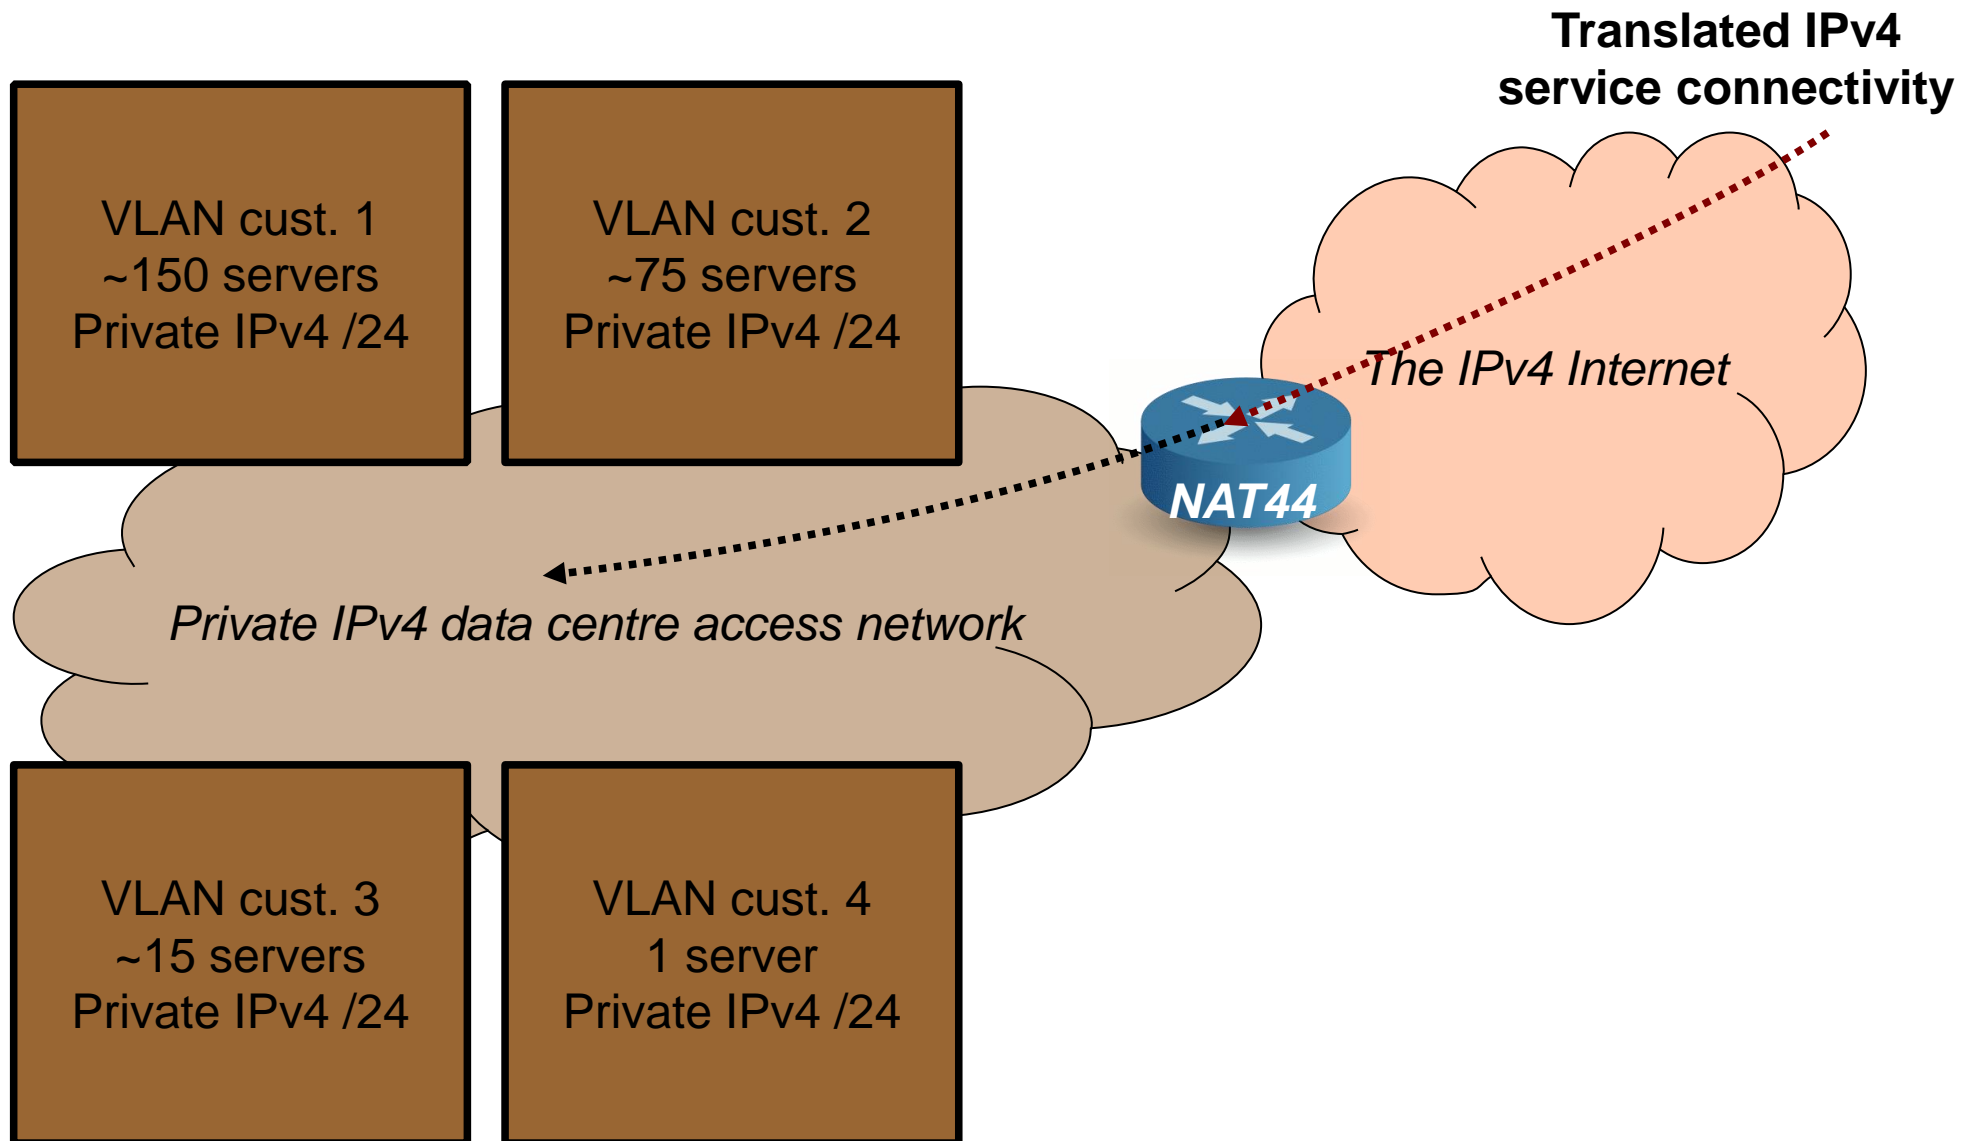 Translated IPv4
service connectivity
VLAN cust. 1
~150 servers
Private IPv4 /24
VLAN cust. 2
~75 servers
Private IPv4 /24
The IPv4 Internet
NAT44
Private IPv4 data centre access network
VLAN cust. 3
~15 servers
Private IPv4 /24
VLAN cust. 4
1 server
Private IPv4 /24